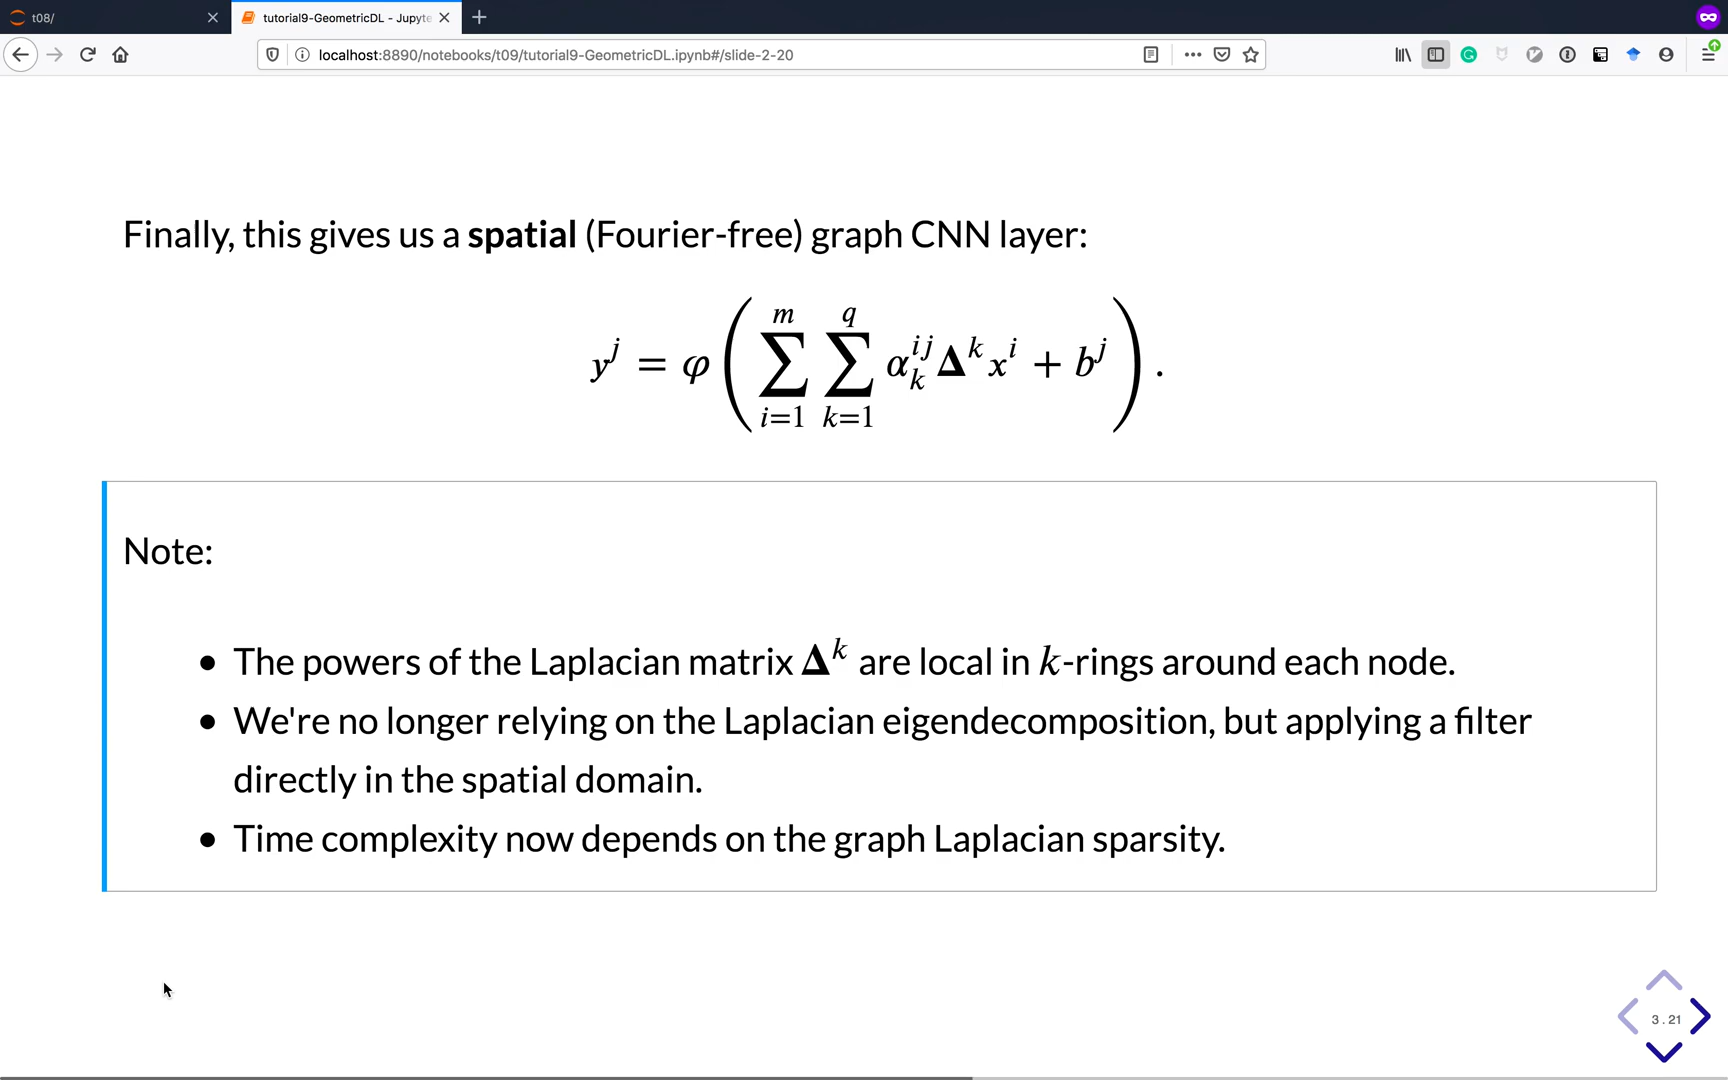 t08/
tutorial9-GeometricDL - Jupyte
localhost:8890/notebooks/t09/tutorial9-GeometricDL.ipynb#/slide-2-20
Finally, this gives us a spatial (Fourier-free) graph CNN layer:
y^j = φ ( ∑_{i=1}^{m} ∑_{k=1}^{q} α_k^{ij} Δ^k x^i + b^j ) .
Note:
• The powers of the Laplacian matrix Δ^k are local in k-rings around each node.
• We're no longer relying on the Laplacian eigendecomposition, but applying a filter
directly in the spatial domain.
• Time complexity now depends on the graph Laplacian sparsity.
3.21